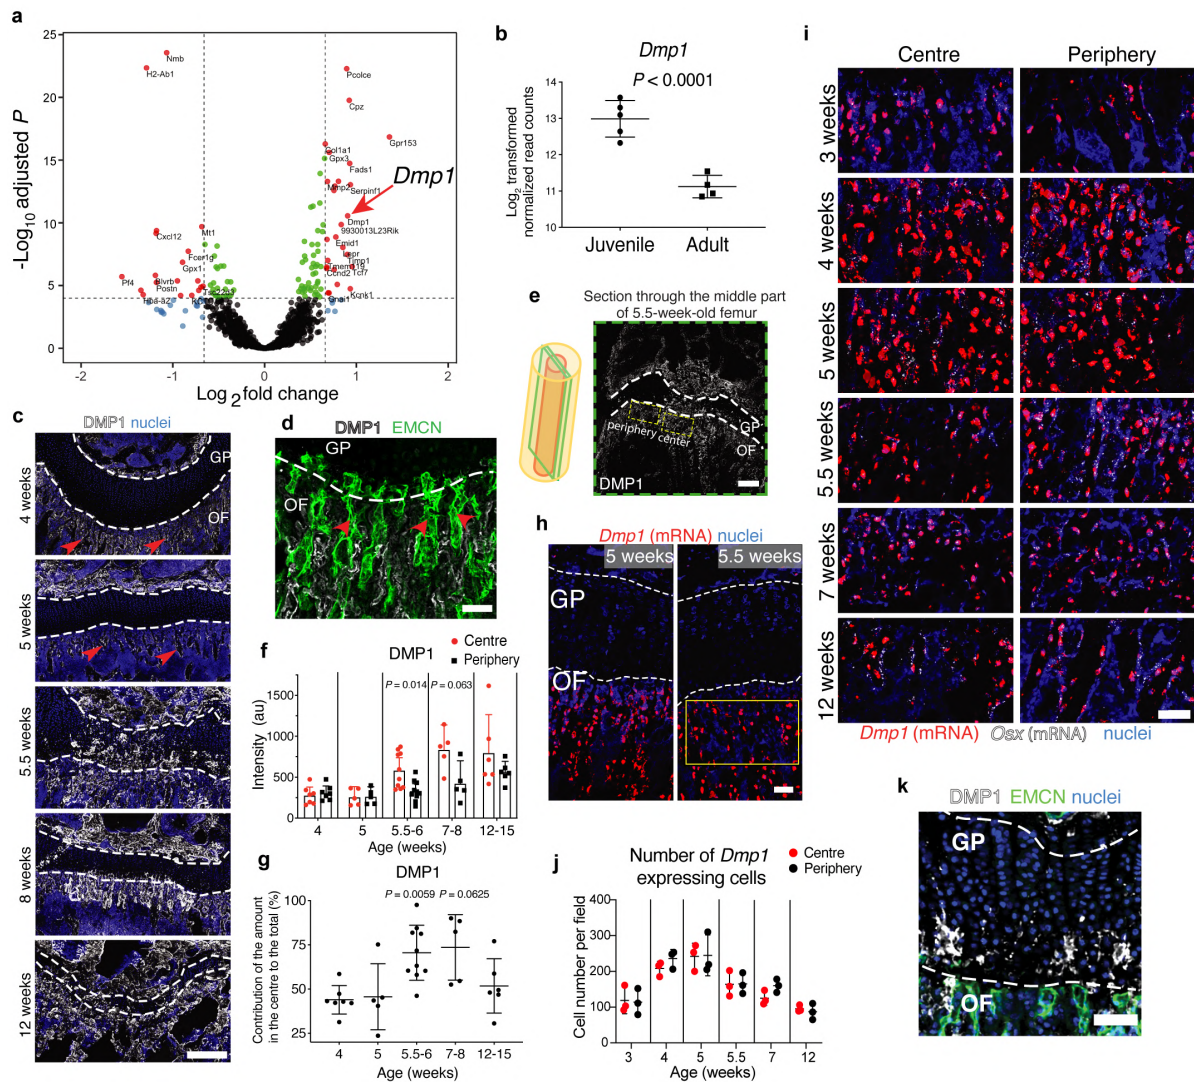 a
25
20
15
10
5
0
-Log10 adjusted P
-2
-1
0
1
2
Log2 fold change
Nmb
H2-Ab1
Pcolce
Cpz
Gpr153
Col1a1
Gpx3
Fads1
Mmp2
Serpinf1
Dmp1
Dmp1
9930013L23Rik
Emid1
Timp1
Tcf7
Ccnd2
Kcnk1
Gnai1
Cxcl12
Mt1
Fcer1g
Gpx1
Pf4
Blvrb
Postn
Tsc22d3
b
Dmp1
P < 0.0001
14
13
12
11
10
Log2 transformed
normalized read counts
Juvenile
Adult
c
DMP1 nuclei
4 weeks
5 weeks
5.5 weeks
8 weeks
12 weeks
GP
OF
d
DMP1 EMCN
GP
OF
e
Section through the middle part
of 5.5-week-old femur
periphery center
GP
OF
DMP1
f
DMP1
Centre
Periphery
P = 0.014
P = 0.063
1500
1000
500
0
Intensity (au)
4
5
5.5-6
7-8
12-15
Age (weeks)
g
DMP1
P = 0.0059
P = 0.0625
100
75
50
25
Contribution of the amount
in the centre to the total (%)
4
5
5.5-6
7-8
12-15
Age (weeks)
h
Dmp1 (mRNA) nuclei
5 weeks
5.5 weeks
GP
OF
i
Centre
Periphery
3 weeks
4 weeks
5 weeks
5.5 weeks
7 weeks
12 weeks
Dmp1 (mRNA) Osx (mRNA) nuclei
j
Number of Dmp1
expressing cells
Centre
Periphery
400
300
200
100
0
Cell number per field
3
4
5
5.5
7
12
Age (weeks)
k
DMP1 EMCN nuclei
GP
OF